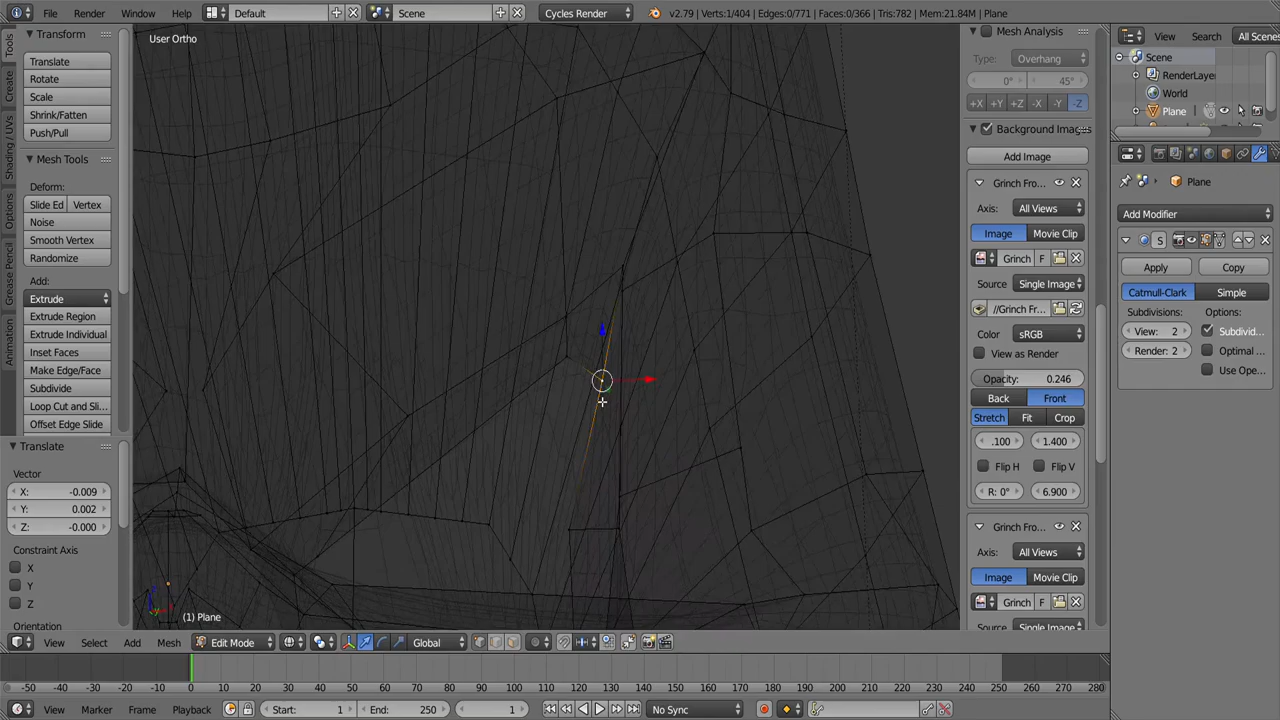 File Render Window Help Default Scene Cycles Render v2.79 | Verts:1/404 | Edges:0/771 | Faces:0/366 | Tris:782 | Mem:21.84M | Plane
View Search All Scenes
Tools
Create
Shading / UVs
Options
Grease Pencil
Animation
Transform
Translate
Rotate
Scale
Shrink/Fatten
Push/Pull
Mesh Tools
Deform:
Slide Ed Vertex
Noise
Smooth Vertex
Randomize
Add:
Extrude
Extrude Region
Extrude Individual
Inset Faces
Make Edge/Face
Subdivide
Loop Cut and Sli...
Offset Edge Slide
Translate
Vector
X: -0.009
Y: 0.002
Z: -0.000
Constraint Axis
X
Y
Z
Orientation
User Ortho
(1) Plane
Mesh Analysis
Type: Overhang
0° 45°
+X +Y +Z -X -Y -Z
Background Images
Add Image
Grinch Fro...
Axis: All Views
Image Movie Clip
Grinch F
Source Single Image
//Grinch Fr...
Color sRGB
View as Render
Opacity: 0.246
Back Front
Stretch Fit Crop
.100 1.400
Flip H Flip V
R: 0° 6.900
Grinch Fro...
Axis: All Views
Image Movie Clip
Grinch F
Source Single Image
Scene
RenderLayer
World
Plane
Plane
Add Modifier
S
Apply Copy
Catmull-Clark Simple
Subdivisions: Options:
View: 2 Subdivid...
Render: 2 Optimal
Use Ope...
View Select Add Mesh Edit Mode Global
-50 -40 -30 -20 -10 0 10 20 30 40 50 60 70 80 90 100 110 120 130 140 150 160 170 180 190 200 210 220 230 240 250 260 270 280
View Marker Frame Playback Start: 1 End: 250 1 No Sync